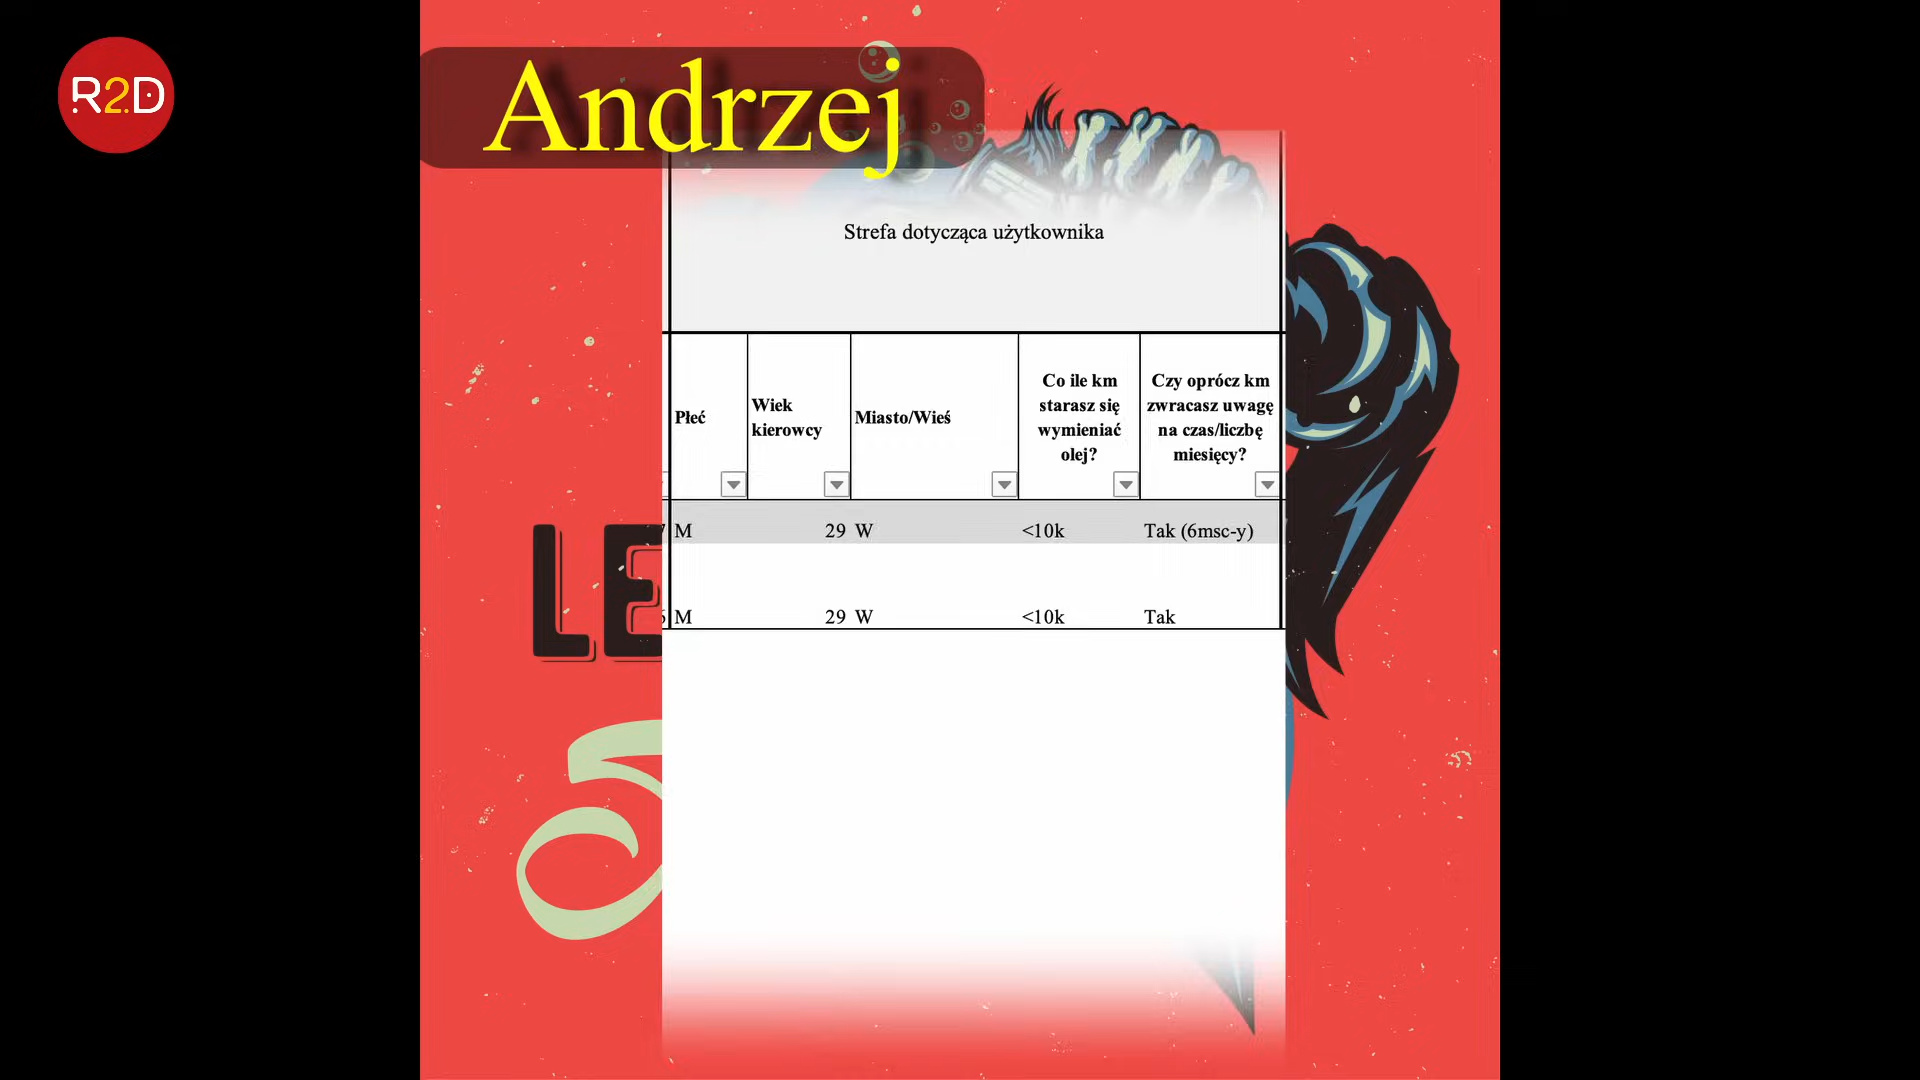 R2D
Andrzej
Strefa dotycząca użytkownika
Płeć
Wiek
kierowcy
Miasto/Wieś
Co ile km
starasz się
wymieniać
olej?
Czy oprócz km
zwracasz uwagę
na czas/liczbę
miesięcy?
M 29 W <10k Tak (6msc-y)
M 29 W <10k Tak
LE